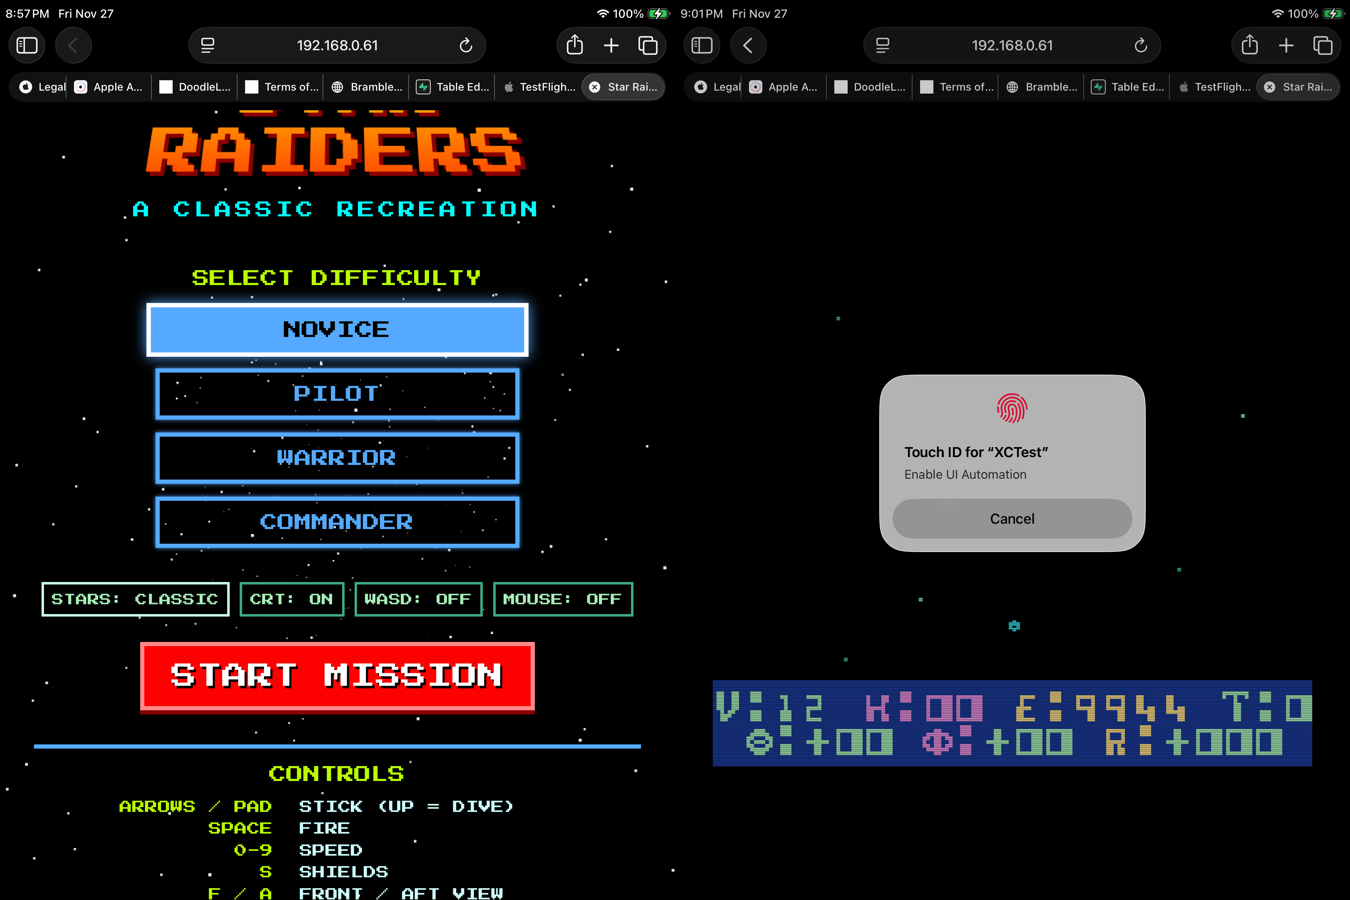 8:57 PM Fri Nov 27
100%
192.168.0.61
Legal
Apple A...
DoodleL...
Terms of...
Bramble...
Table Ed...
TestFligh...
Star Rai...
RAIDERS
A CLASSIC RECREATION
SELECT DIFFICULTY
NOVICE
PILOT
WARRIOR
COMMANDER
STARS: CLASSIC
CRT: ON
WASD: OFF
MOUSE: OFF
START MISSION
CONTROLS
ARROWS / PAD STICK (UP = DIVE)
SPACE FIRE
0-9 SPEED
S SHIELDS
F / A FRONT / AFT VIEW
9:01 PM Fri Nov 27
100%
192.168.0.61
Legal
Apple A...
DoodleL...
Terms of...
Bramble...
Table Ed...
TestFligh...
Star Rai...
Touch ID for “XCTest”
Enable UI Automation
Cancel
V:12 K:00 E:9944 T:0
Θ:+00 Φ:+00 R:+000